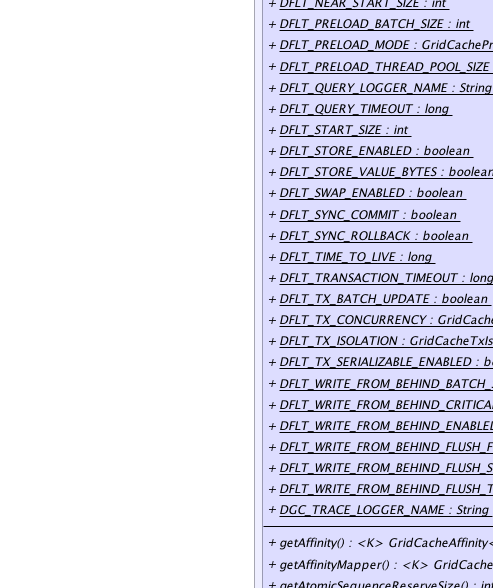 + DFLT_NEAR_START_SIZE : int
+ DFLT_PRELOAD_BATCH_SIZE : int
+ DFLT_PRELOAD_MODE : GridCachePr
+ DFLT_PRELOAD_THREAD_POOL_SIZE
+ DFLT_QUERY_LOGGER_NAME : String
+ DFLT_QUERY_TIMEOUT : long
+ DFLT_START_SIZE : int
+ DFLT_STORE_ENABLED : boolean
+ DFLT_STORE_VALUE_BYTES : boolean
+ DFLT_SWAP_ENABLED : boolean
+ DFLT_SYNC_COMMIT : boolean
+ DFLT_SYNC_ROLLBACK : boolean
+ DFLT_TIME_TO_LIVE : long
+ DFLT_TRANSACTION_TIMEOUT : long
+ DFLT_TX_BATCH_UPDATE : boolean
+ DFLT_TX_CONCURRENCY : GridCache
+ DFLT_TX_ISOLATION : GridCacheTxIs
+ DFLT_TX_SERIALIZABLE_ENABLED : b
+ DFLT_WRITE_FROM_BEHIND_BATCH_
+ DFLT_WRITE_FROM_BEHIND_CRITICA
+ DFLT_WRITE_FROM_BEHIND_ENABLED
+ DFLT_WRITE_FROM_BEHIND_FLUSH_F
+ DFLT_WRITE_FROM_BEHIND_FLUSH_S
+ DFLT_WRITE_FROM_BEHIND_FLUSH_T
+ DGC_TRACE_LOGGER_NAME : String
+ getAffinity() : <K> GridCacheAffinity<
+ getAffinityMapper() : <K> GridCache
+ getAtomicSequenceReserveSize() : int